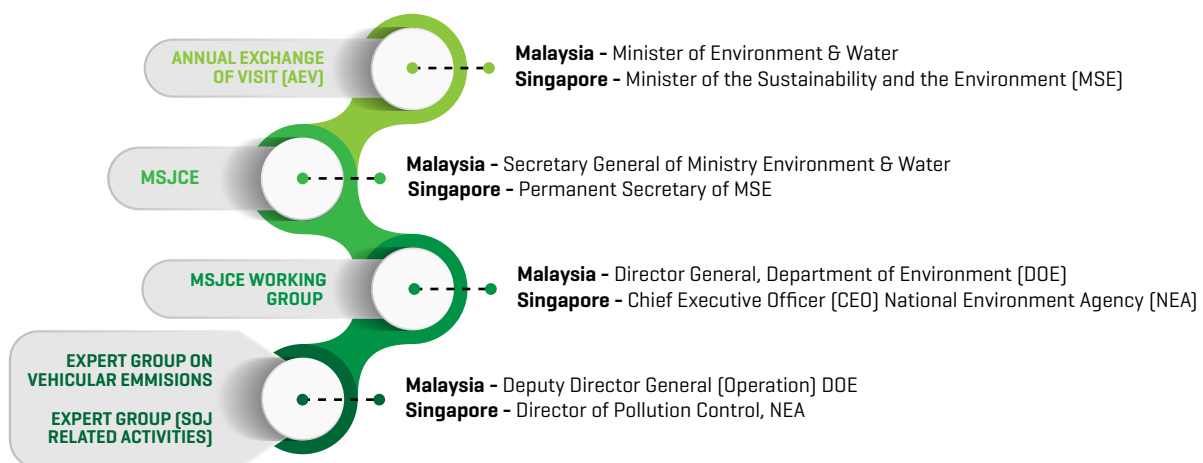 ANNUAL EXCHANGE
OF VISIT (AEV)
Malaysia - Minister of Environment & Water
Singapore - Minister of the Sustainability and the Environment (MSE)
MSJCE
Malaysia - Secretary General of Ministry Environment & Water
Singapore - Permanent Secretary of MSE
MSJCE WORKING
GROUP
Malaysia - Director General, Department of Environment (DOE)
Singapore - Chief Executive Officer (CEO) National Environment Agency (NEA)
EXPERT GROUP ON
VEHICULAR EMMISIONS
EXPERT GROUP (SOJ
RELATED ACTIVITIES)
Malaysia - Deputy Director General (Operation) DOE
Singapore - Director of Pollution Control, NEA